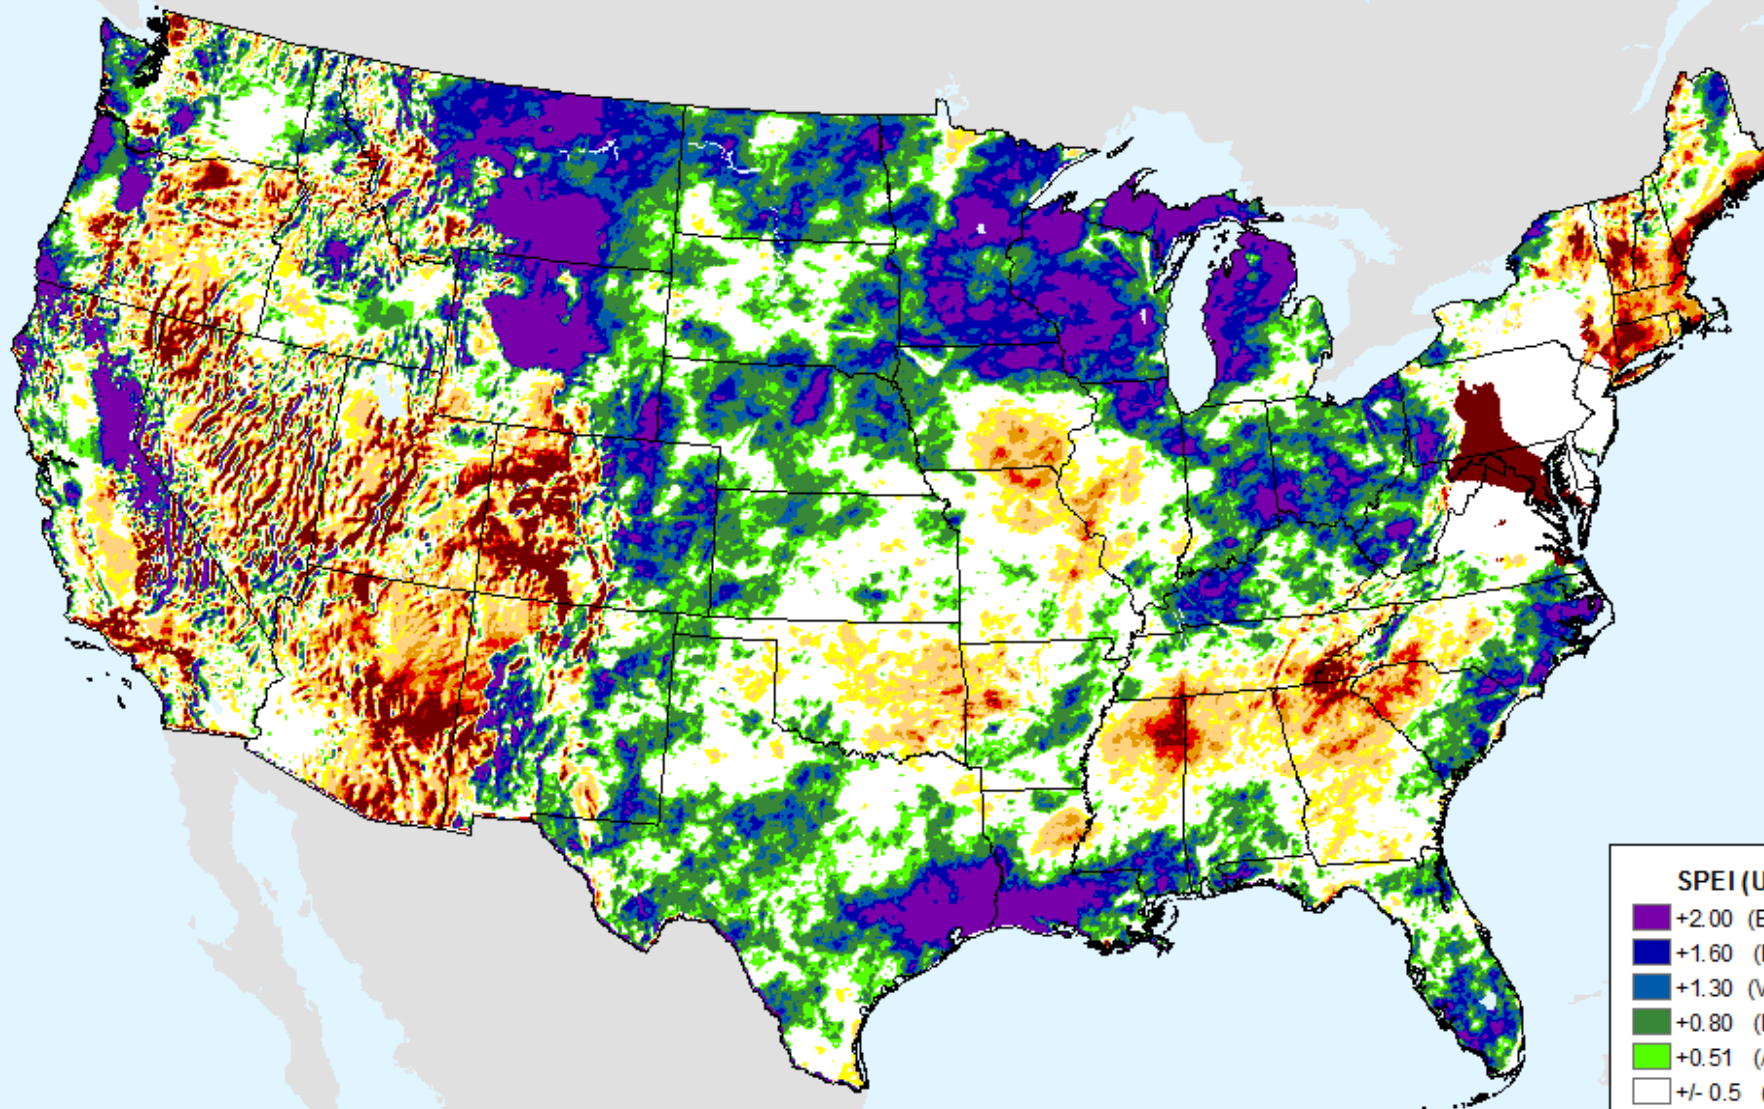 SPEI (U
+2.00 (E
+1.60 (
+1.30 (V
+0.80 (
+0.51 (
+/- 0.5 (